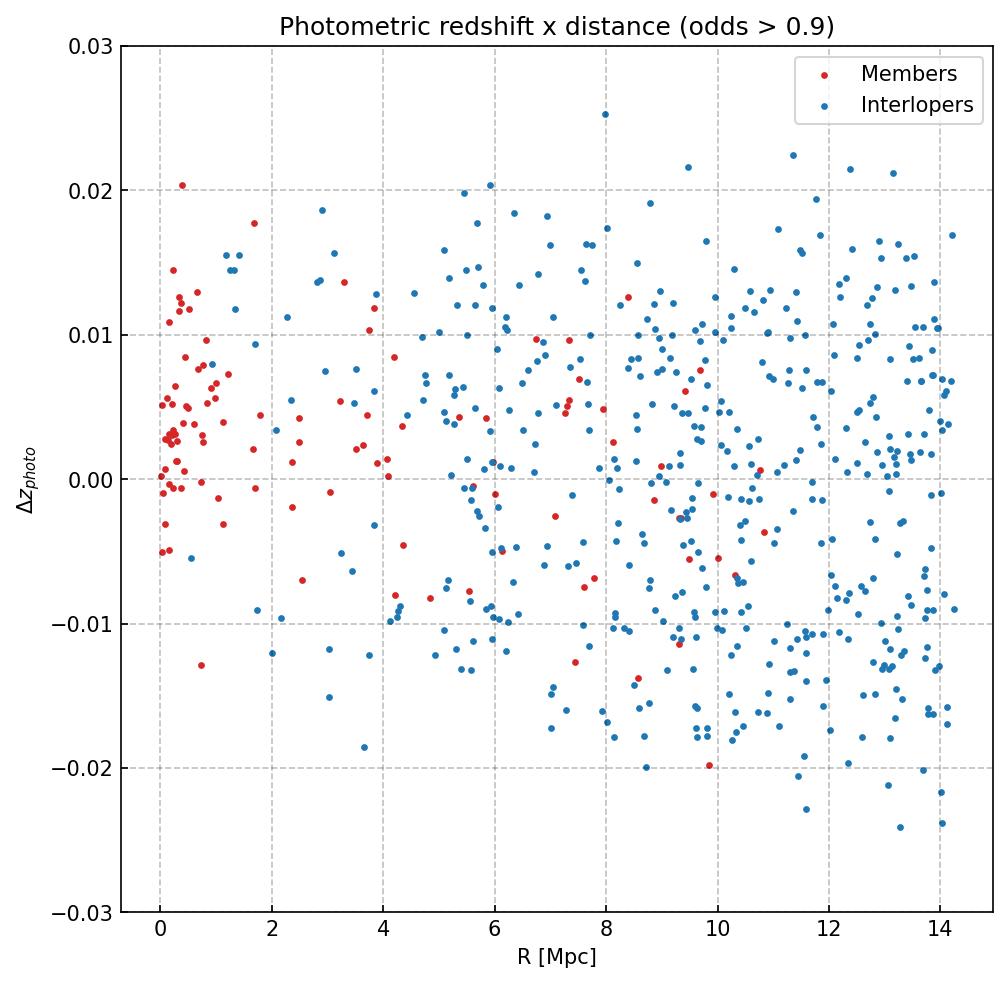 Photometric redshift x distance (odds > 0.9)
Members
Interlopers
0.03
0.02
0.01
0.00
−0.01
−0.02
−0.03
Δz_photo
0 2 4 6 8 10 12 14
R [Mpc]